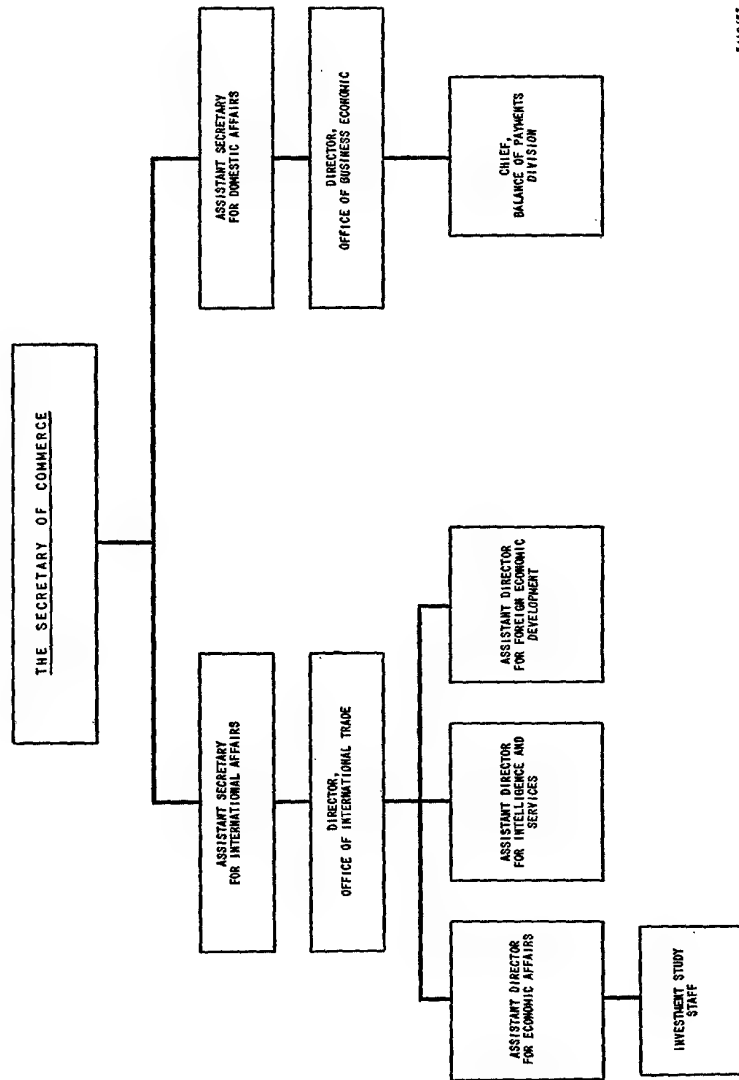 THE SECRETARY OF COMMERCE
ASSISTANT SECRETARY
FOR INTERNATIONAL AFFAIRS
ASSISTANT SECRETARY
FOR DOMESTIC AFFAIRS
DIRECTOR,
OFFICE OF INTERNATIONAL TRADE
DIRECTOR,
OFFICE OF BUSINESS ECONOMIC
ASSISTANT DIRECTOR
FOR ECONOMIC AFFAIRS
ASSISTANT DIRECTOR
FOR INTELLIGENCE AND
SERVICES
ASSISTANT DIRECTOR
FOR FOREIGN ECONOMIC
DEVELOPMENT
CHIEF,
BALANCE OF PAYMENTS
DIVISION
INVESTMENT STUDY
STAFF